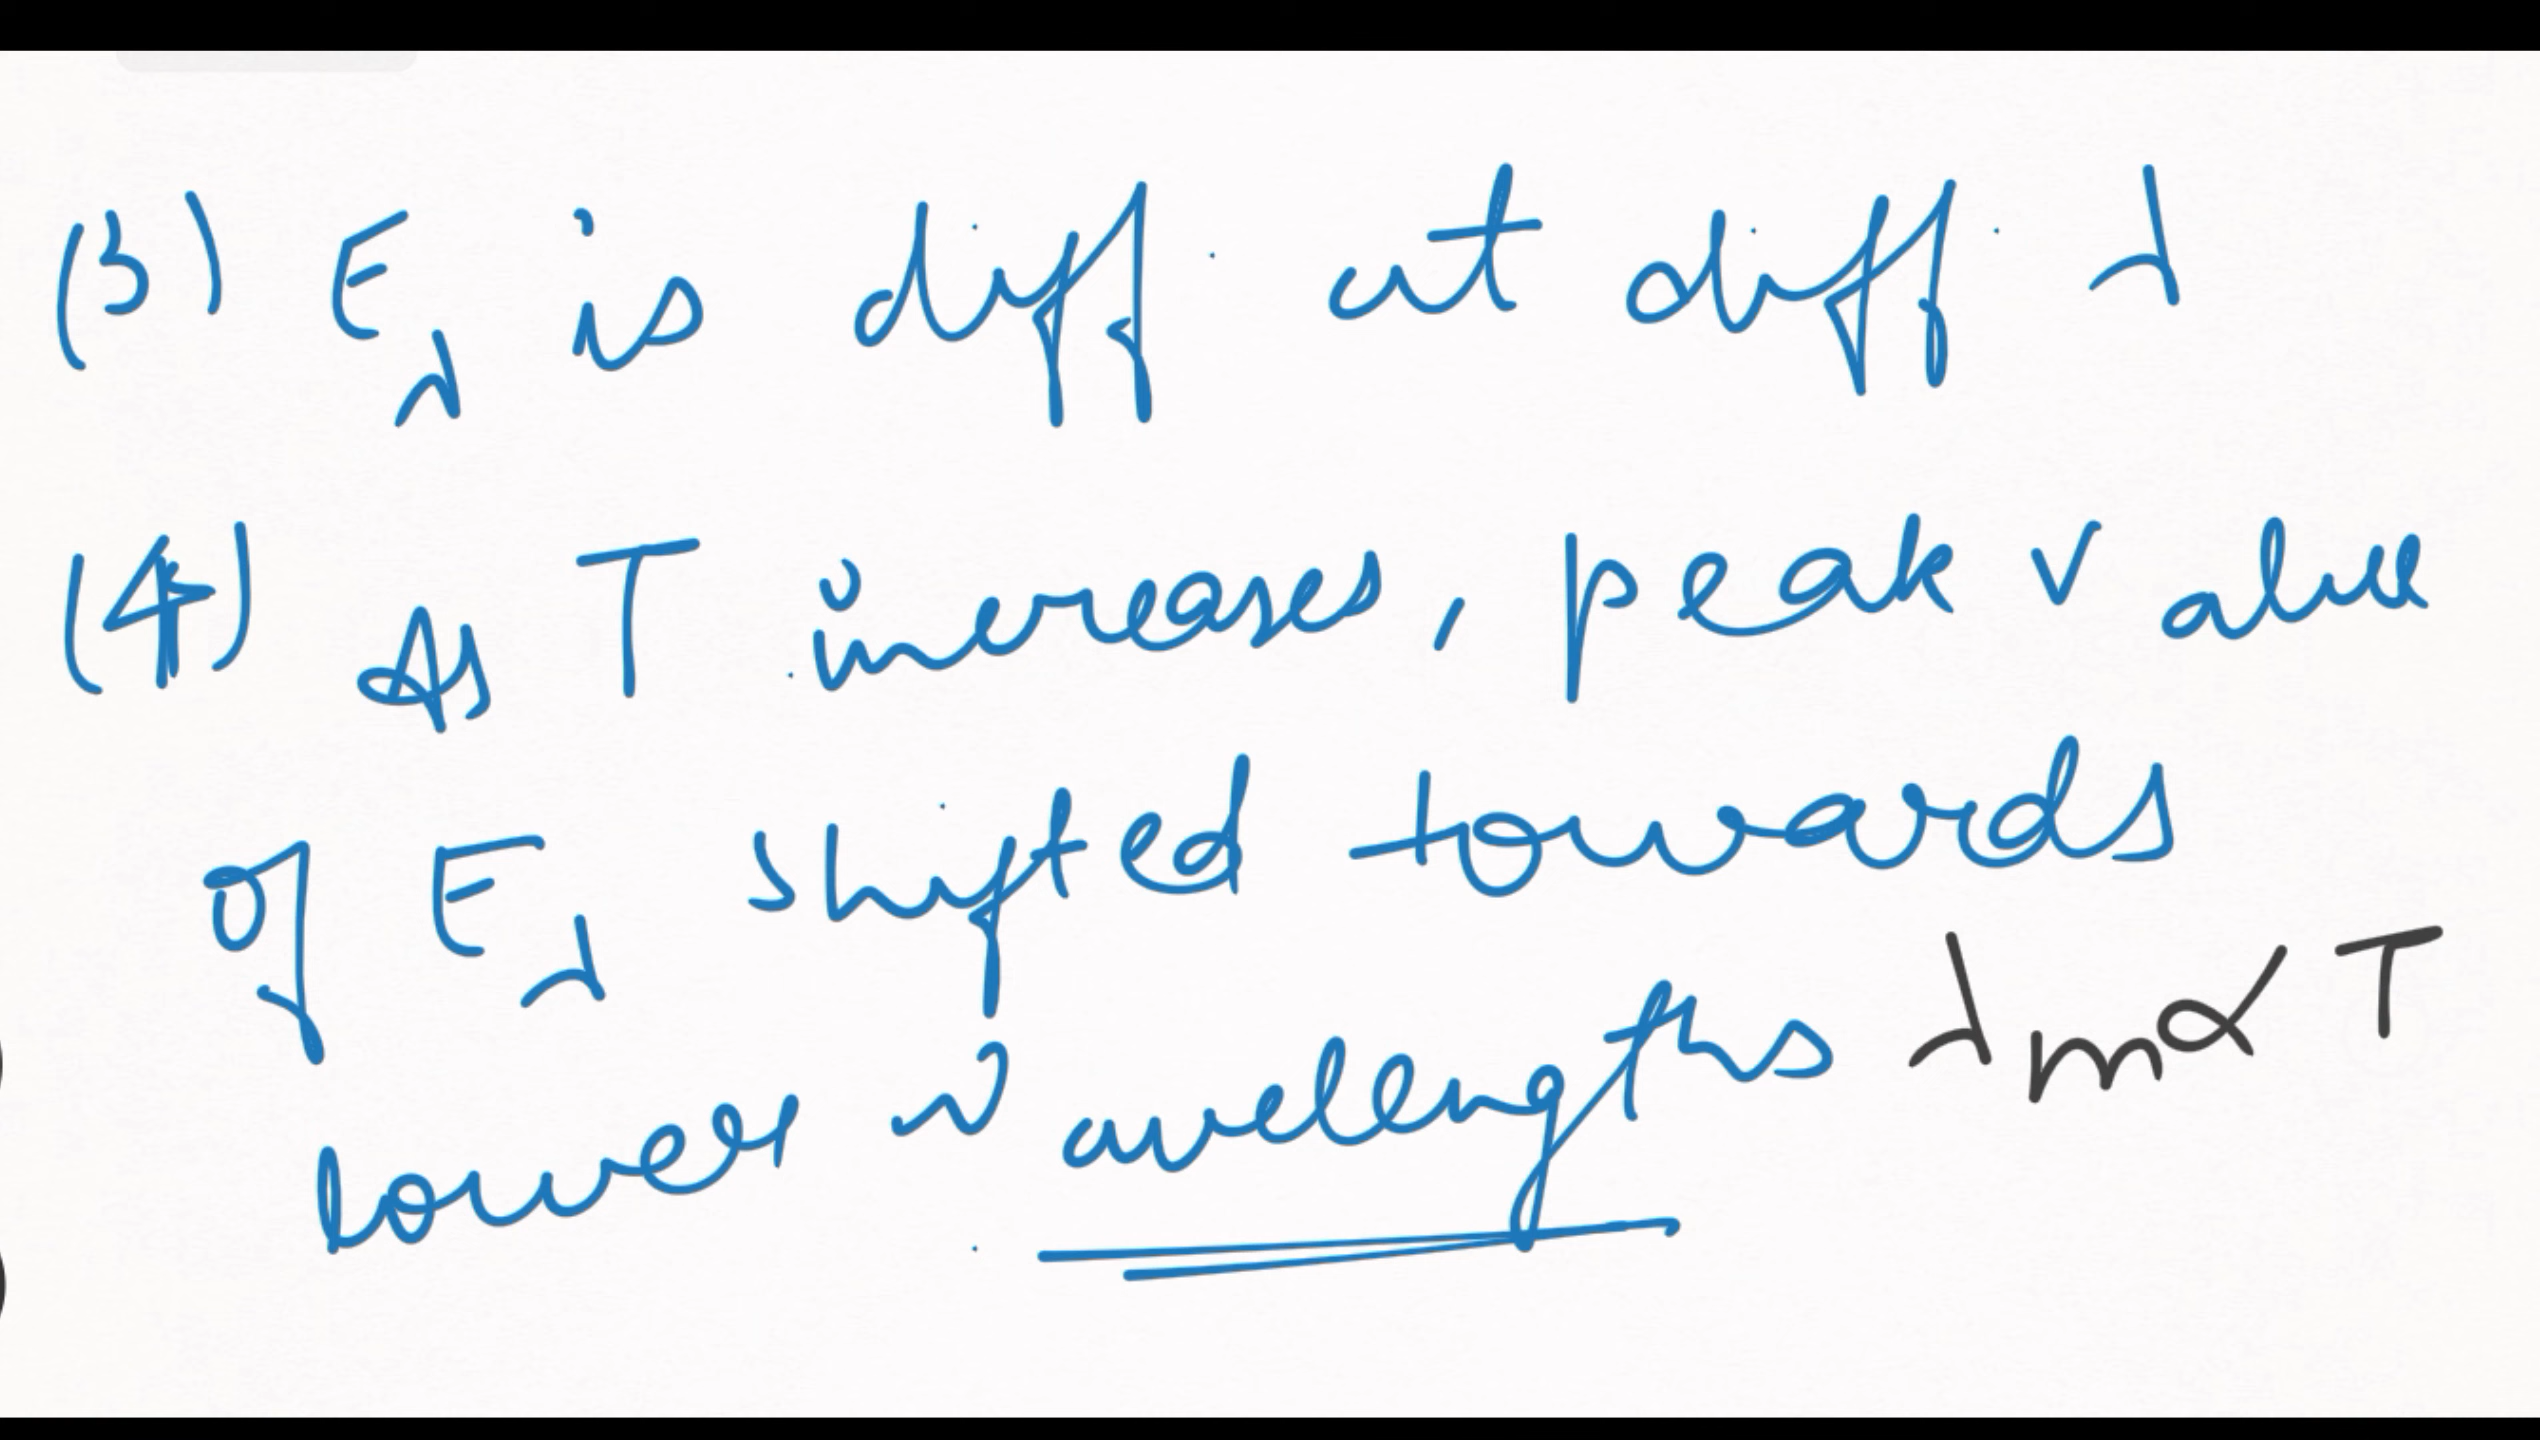 (3) Eλ is diff at diff λ
(4) As T increases, peak value
of Eλ shifted towards
lower wavelengths λm∝ T